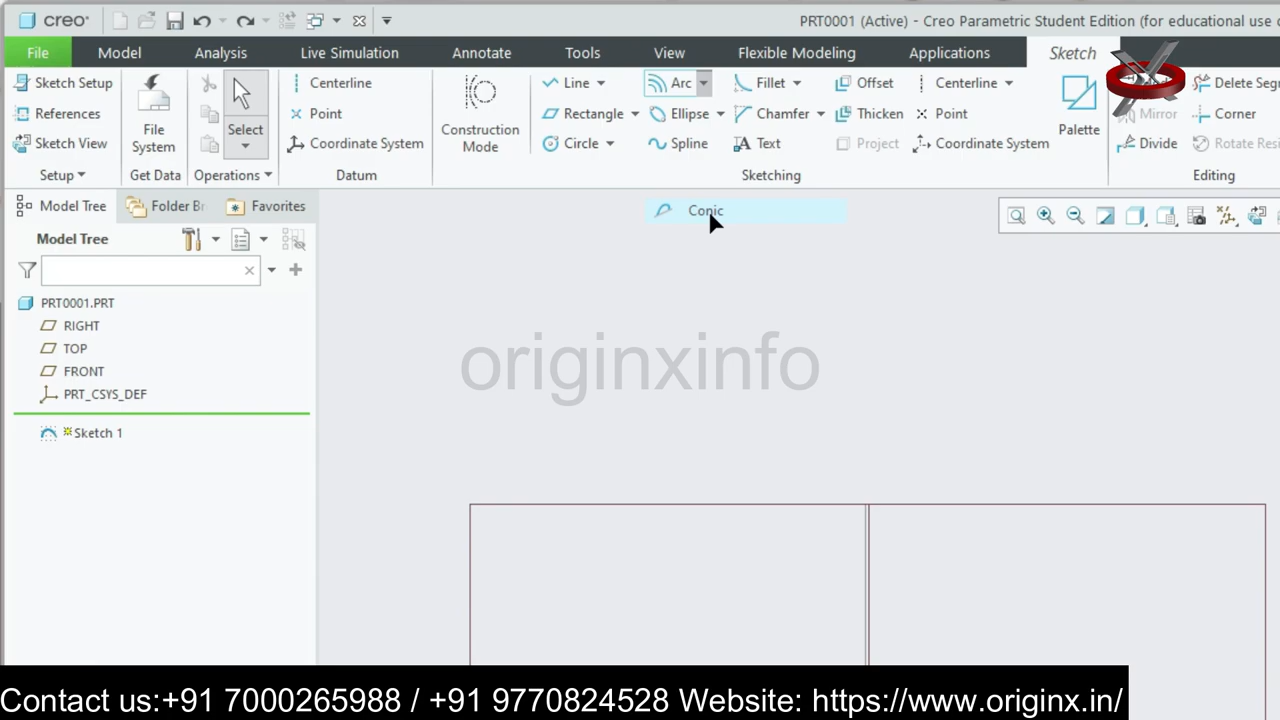 creo PRT0001 (Active) - Creo Parametric Student Edition (for educational use
File Model Analysis Live Simulation Annotate Tools View Flexible Modeling Applications Sketch
Sketch Setup Centerline Line Arc Fillet Offset Centerline Delete
References Point Rectangle Ellipse Chamfer Thicken Point Mirror Corner
Sketch View Coordinate System Circle Spline Text Project Coordinate System Divide Rotate
File System Select Construction Mode Palette
Setup Get Data Operations Datum Sketching Editing
Model Tree Folder Favorites
Conic
Model Tree
PRT0001.PRT
RIGHT
TOP
FRONT
PRT_CSYS_DEF
Sketch 1
originxinfo
Contact us:+91 7000265988 / +91 9770824528 Website: https://www.originx.in/